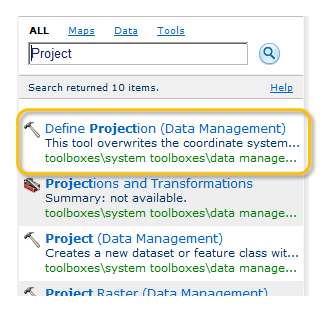 ALL Maps Data Tools
Project
Search returned 10 items. Help
Define Projection (Data Management)
This tool overwrites the coordinate system...
toolboxes\system toolboxes\data manage...
Projections and Transformations
Summary: not available.
toolboxes\system toolboxes\data manage...
Project (Data Management)
Creates a new dataset or feature class wit...
toolboxes\system toolboxes\data manage...
Project Raster (Data Management)